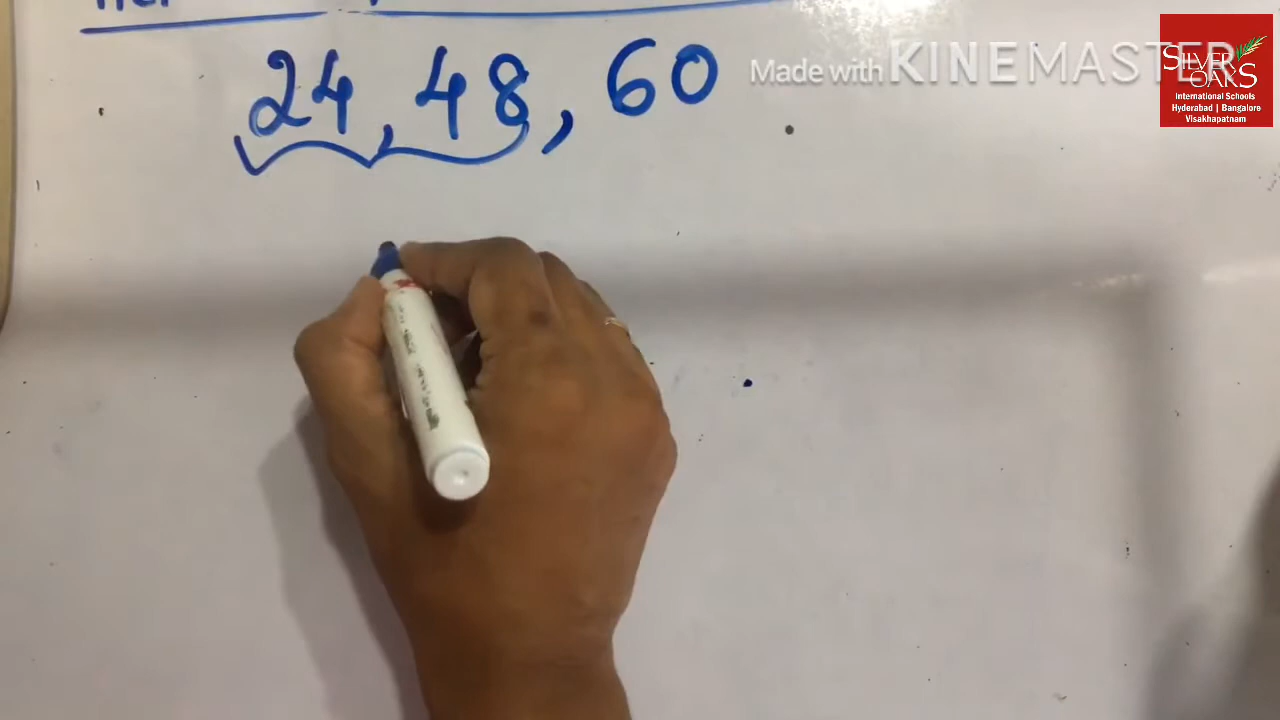 24, 48, 60
Made with KINEMASTER
SILVER OAKS
International Schools
Hyderabad | Bangalore
Visakhapatnam